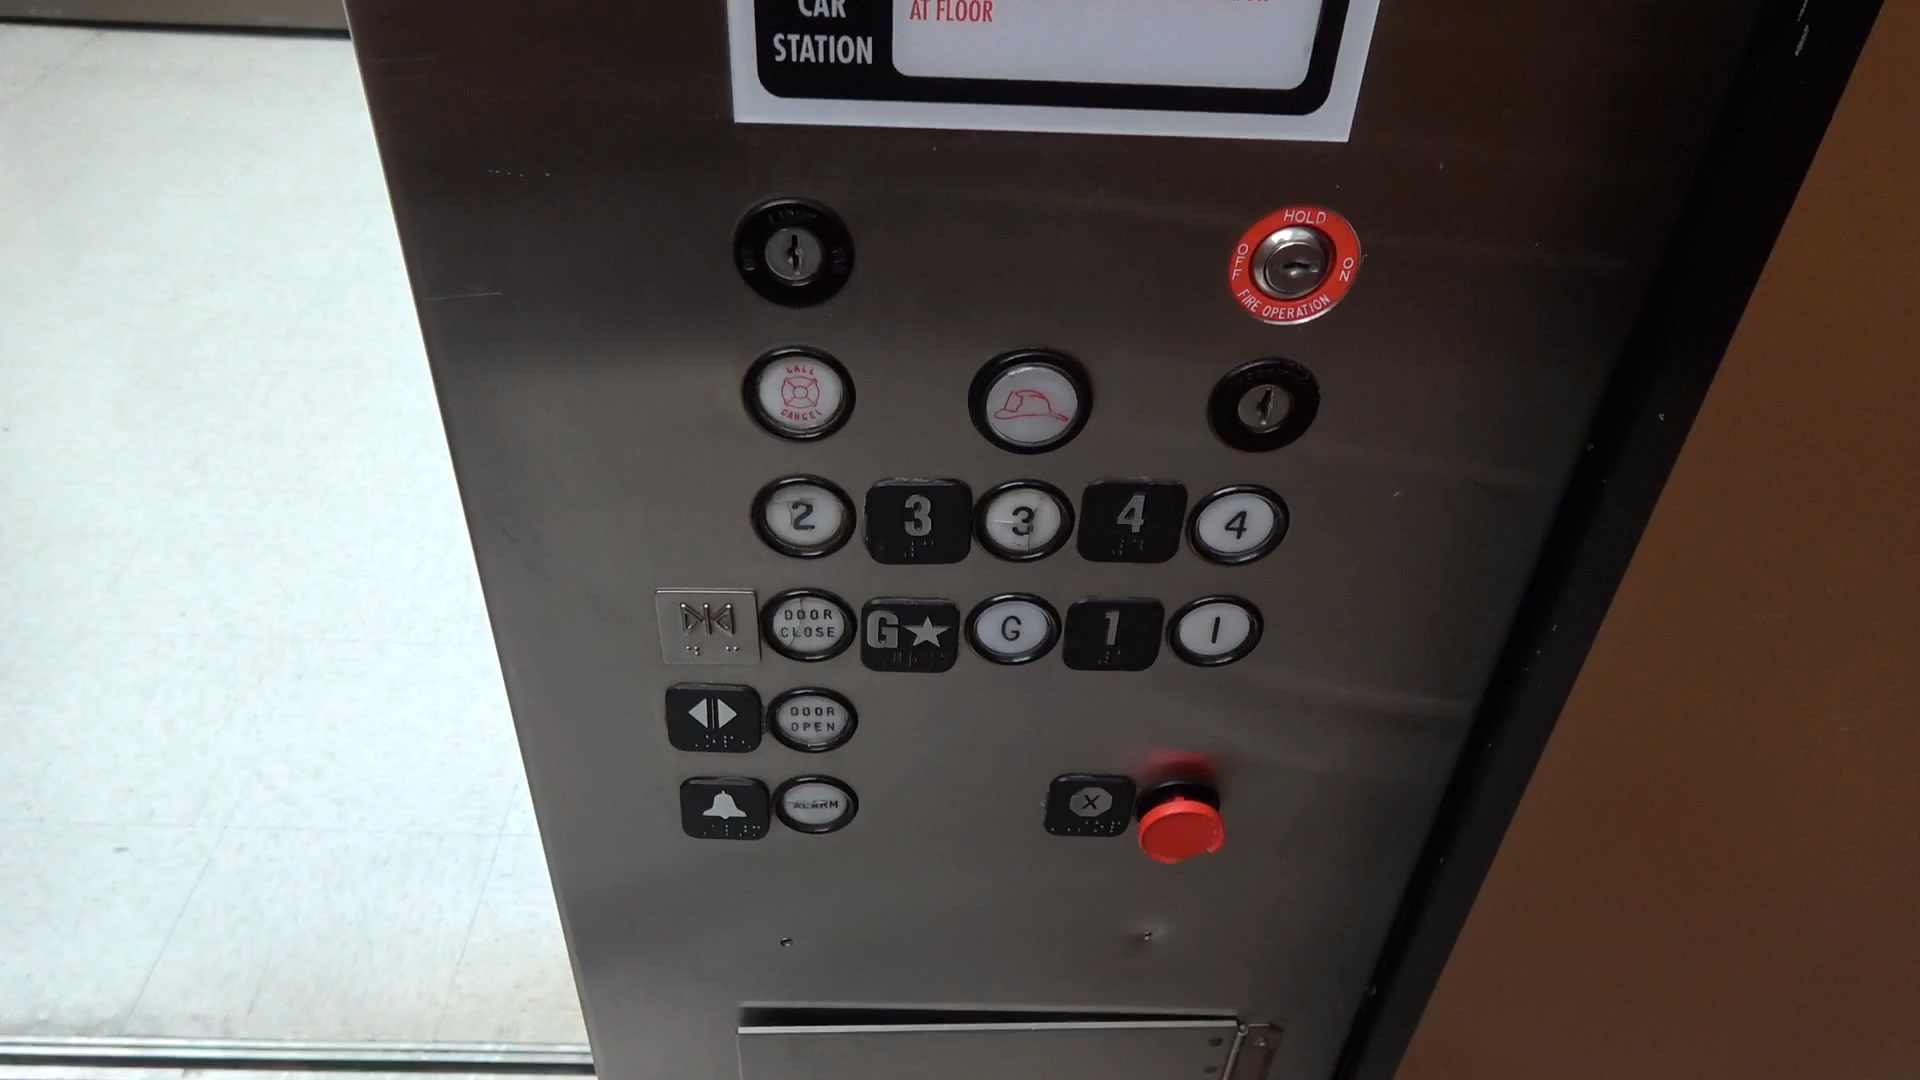 CAR
STATION
AT FLOOR
HOLD
OFF
ON
FIRE OPERATION
CALL
CANCEL
2
3
3
4
4
DOOR
CLOSE
G★
G
1
1
DOOR
OPEN
ALARM
X